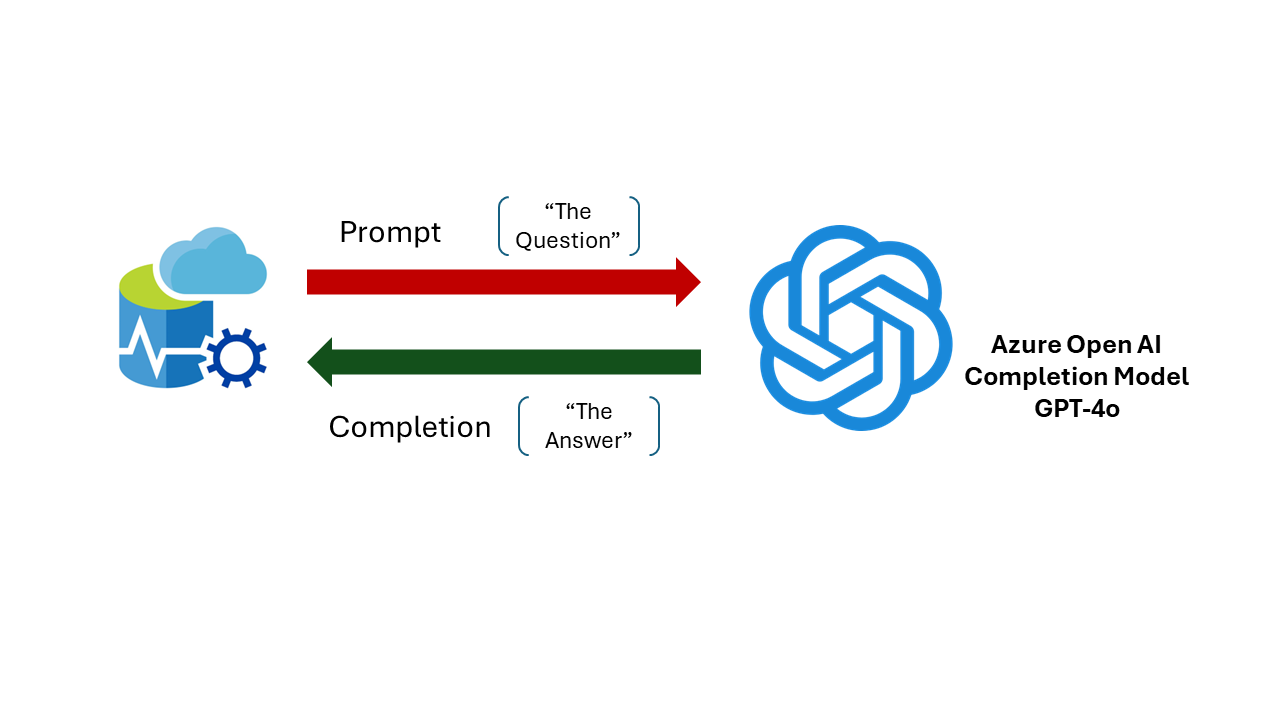 Prompt
“The
Question”
Completion
“The
Answer”
Azure Open AI
Completion Model
GPT-4o